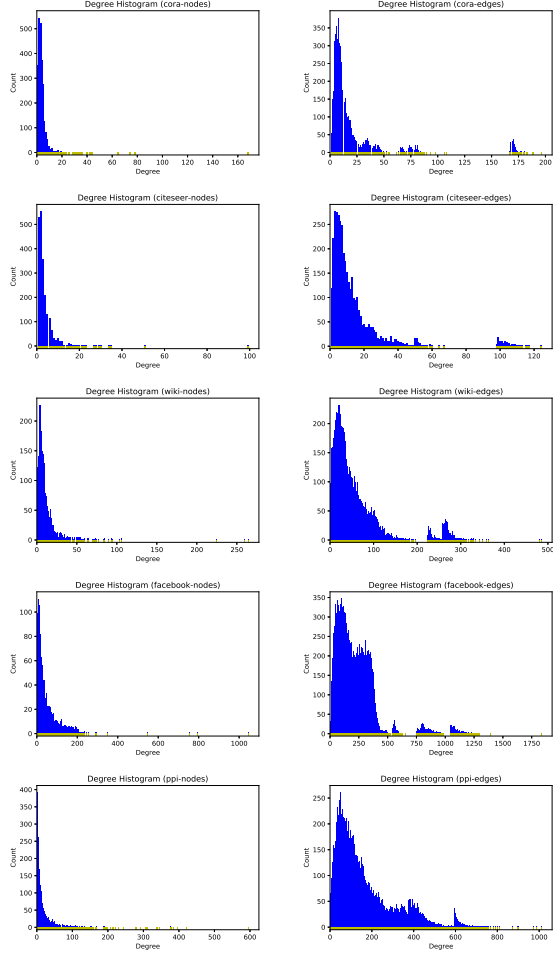 Degree Histogram (cora-nodes)
Count
500
400
300
200
100
0
0 20 40 60 80 100 120 140 160
Degree
Degree Histogram (cora-edges)
Count
350
300
250
200
150
100
50
0
0 25 50 75 100 125 150 175 200
Degree
Degree Histogram (citeseer-nodes)
Count
500
400
300
200
100
0
0 20 40 60 80 100
Degree
Degree Histogram (citeseer-edges)
Count
300
250
200
150
100
50
0
0 20 40 60 80 100 120
Degree
Degree Histogram (wiki-nodes)
Count
200
150
100
50
0
0 50 100 150 200 250
Degree
Degree Histogram (wiki-edges)
Count
200
150
100
50
0
0 100 200 300 400 500
Degree
Degree Histogram (facebook-nodes)
Count
100
80
60
40
20
0
0 200 400 600 800 1000
Degree
Degree Histogram (facebook-edges)
Count
350
300
250
200
150
100
50
0
0 250 500 750 1000 1250 1500 1750
Degree
Degree Histogram (ppi-nodes)
Count
400
350
300
250
200
150
100
50
0
0 100 200 300 400 500 600
Degree
Degree Histogram (ppi-edges)
Count
250
200
150
100
50
0
0 200 400 600 800 1000
Degree